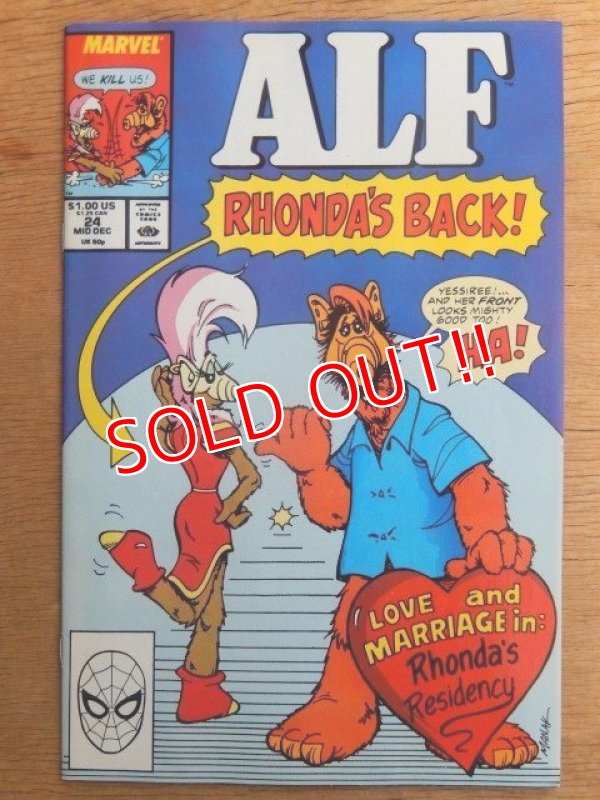 MARVEL
WE KILL US!
ALF
$1.00 US
$1.25 CAN
24
MID DEC
UK 60p
APPROVED
BY THE
COMICS
CODE
AUTHORITY
RHONDA'S BACK!
YESSIREE!...
AND HER FRONT
LOOKS MIGHTY
GOOD TOO!
HA!
SOLD OUT!!
LOVE and
MARRIAGE in:
Rhonda's
Residency
MANAK